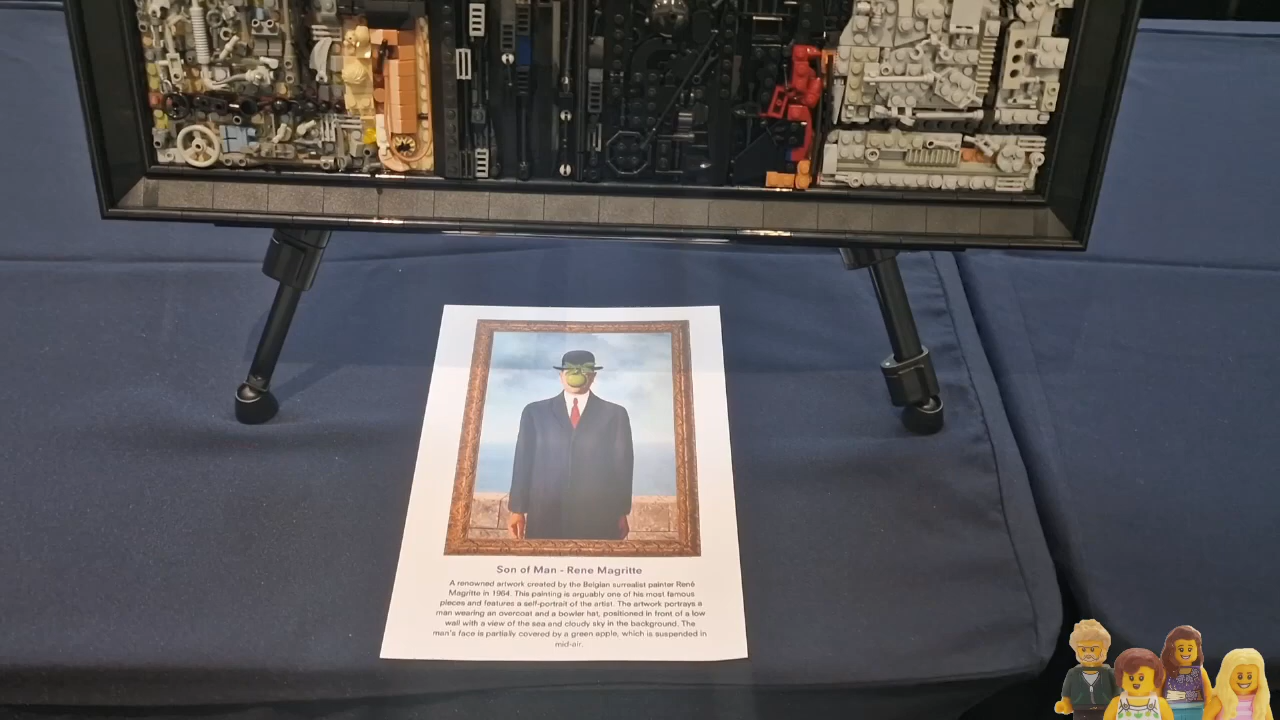 Son of Man - Rene Magritte
A renowned artwork created by the Belgian surrealist painter René
Magritte in 1964. This painting is arguably one of his most famous
pieces and features a self-portrait of the artist. The artwork portrays a
man wearing an overcoat and a bowler hat, positioned in front of a low
wall with a view of the sea and cloudy sky in the background. The
man's face is partially covered by a green apple, which is suspended in
mid-air.